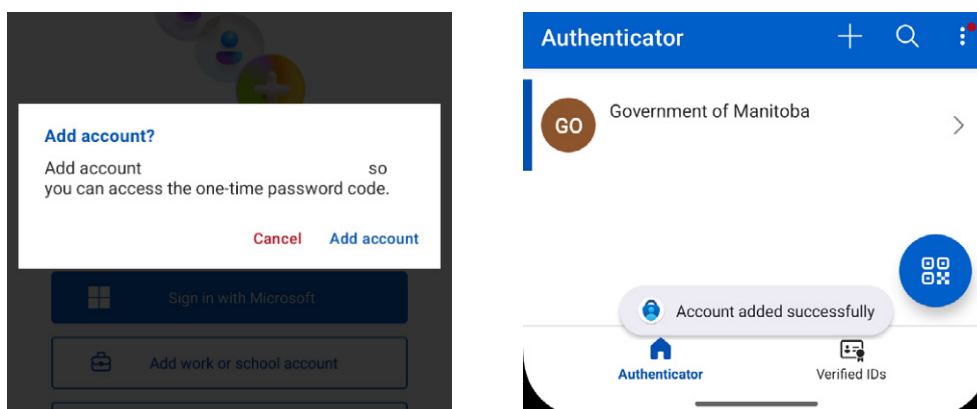 Add account?
Add account so
you can access the one-time password code.
Cancel Add account
Sign in with Microsoft
Add work or school account
Authenticator
GO
Government of Manitoba
Account added successfully
Authenticator Verified IDs